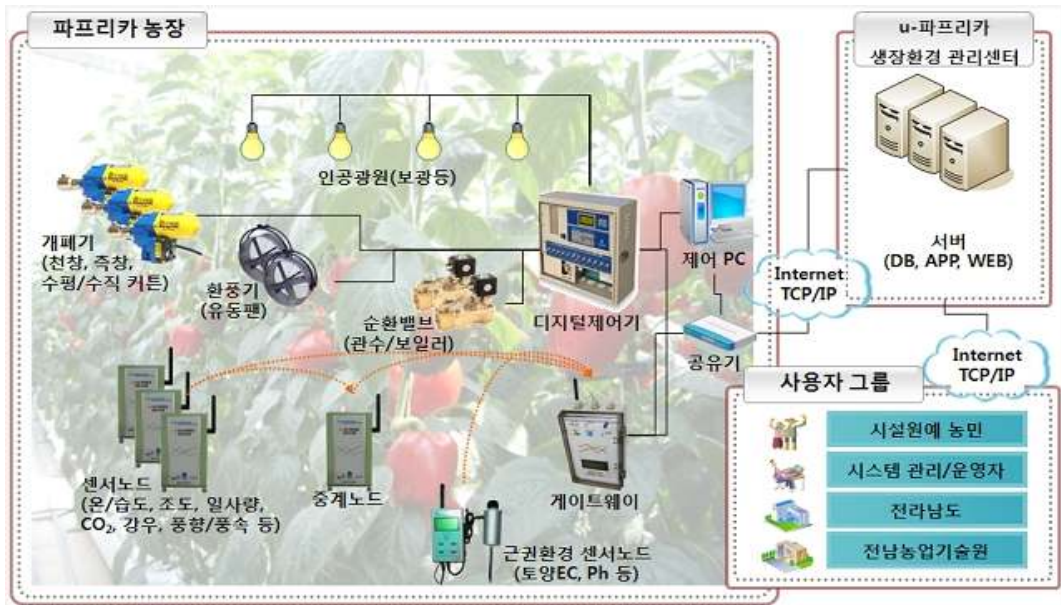 파프리카 농장
인공광원(보광등)
개폐기
(천창, 측창,
수평/수직 커튼)
환풍기
(유동팬)
순환밸브
(관수/보일러)
디지털제어기
제어 PC
공유기
센서노드
(온/습도, 조도, 일사량,
CO₂, 강우, 풍향/풍속 등)
중계노드
게이트웨이
근권환경 센서노드
(토양EC, Ph 등)
u-파프리카
생장환경 관리센터
서버
(DB, APP, WEB)
Internet
TCP/IP
Internet
TCP/IP
사용자 그룹
시설원예 농민
시스템 관리/운영자
전라남도
전남농업기술원